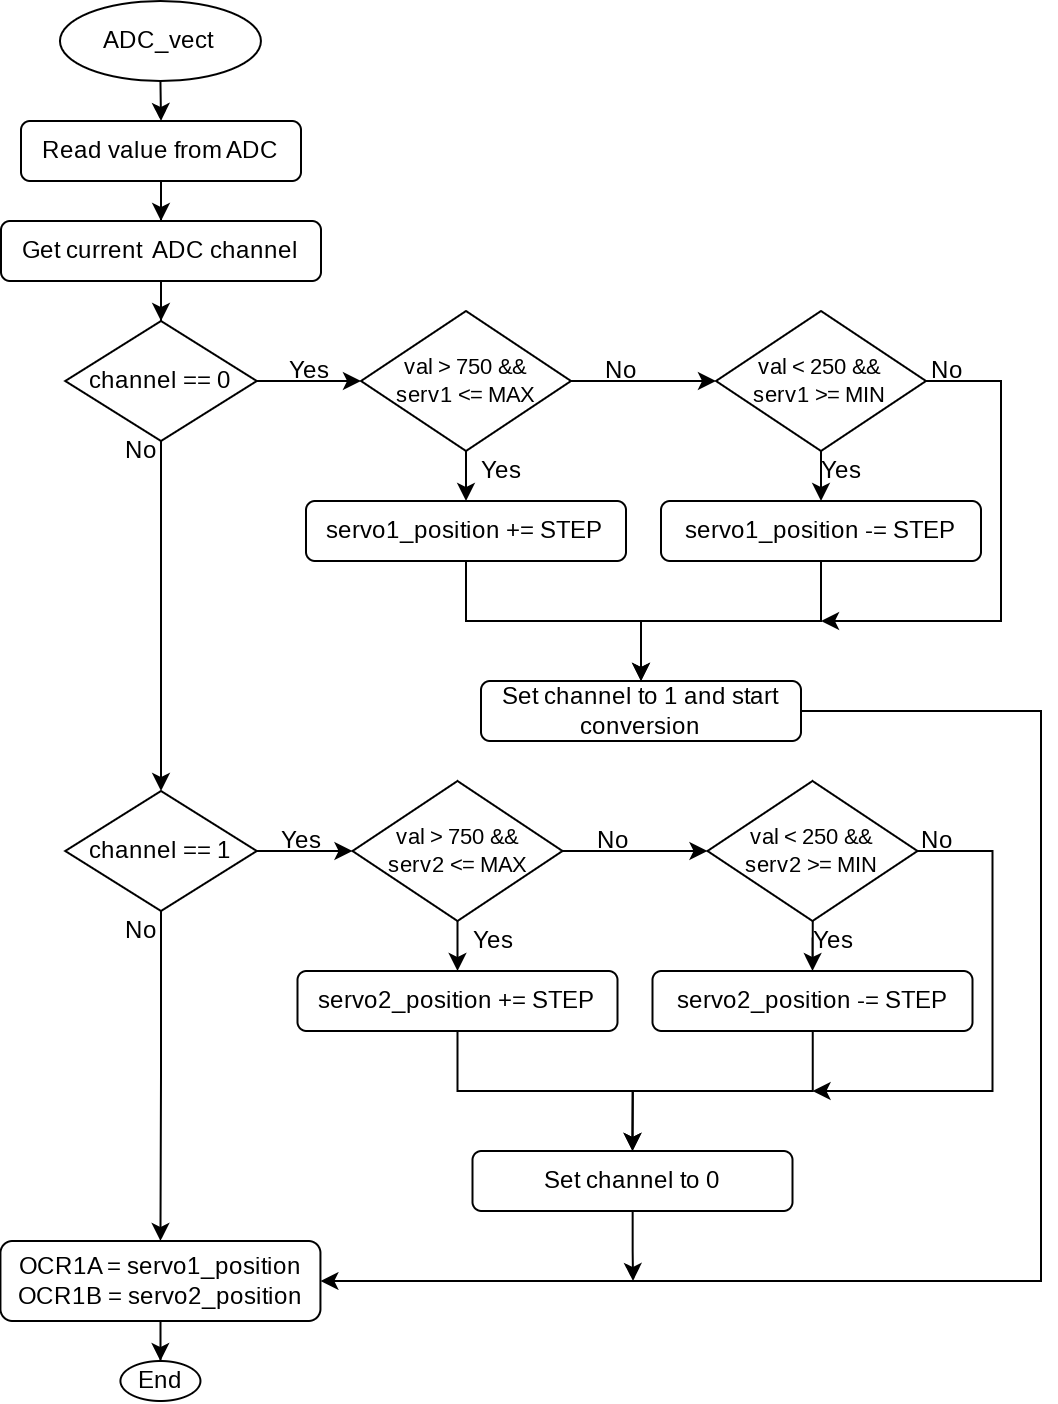 ADC_vect
Read value from ADC
Get current ADC channel
channel == 0
Yes
val > 750 &&
serv1 <= MAX
No
val < 250 &&
serv1 >= MIN
No
No
Yes
Yes
servo1_position += STEP
servo1_position -= STEP
Set channel to 1 and start
conversion
channel == 1
Yes
val > 750 &&
serv2 <= MAX
No
val < 250 &&
serv2 >= MIN
No
No
Yes
Yes
servo2_position += STEP
servo2_position -= STEP
Set channel to 0
OCR1A = servo1_position
OCR1B = servo2_position
End